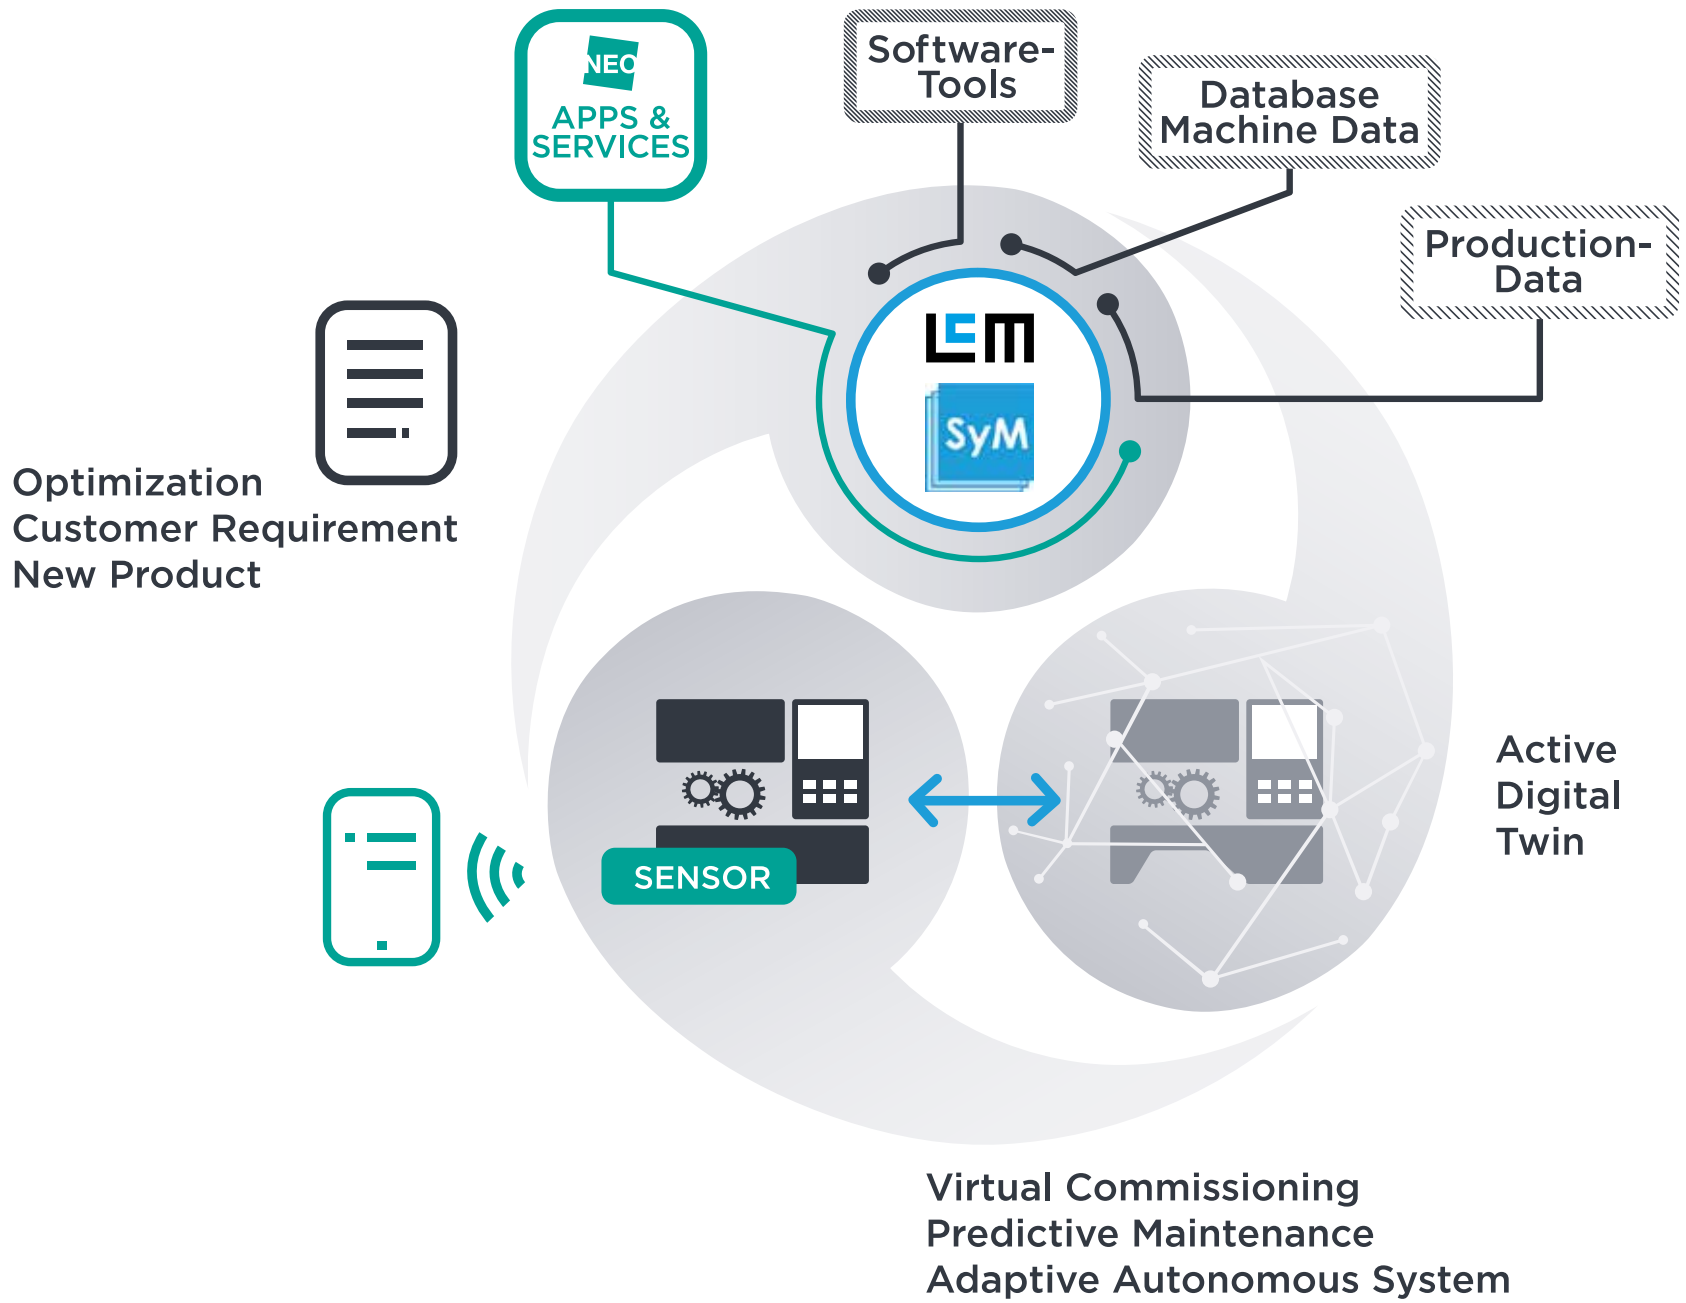 NEO
APPS &
SERVICES
Software-
Tools
Database
Machine Data
Production-
Data
LEM
SyM
Optimization
Customer Requirement
New Product
SENSOR
Active
Digital
Twin
Virtual Commissioning
Predictive Maintenance
Adaptive Autonomous System